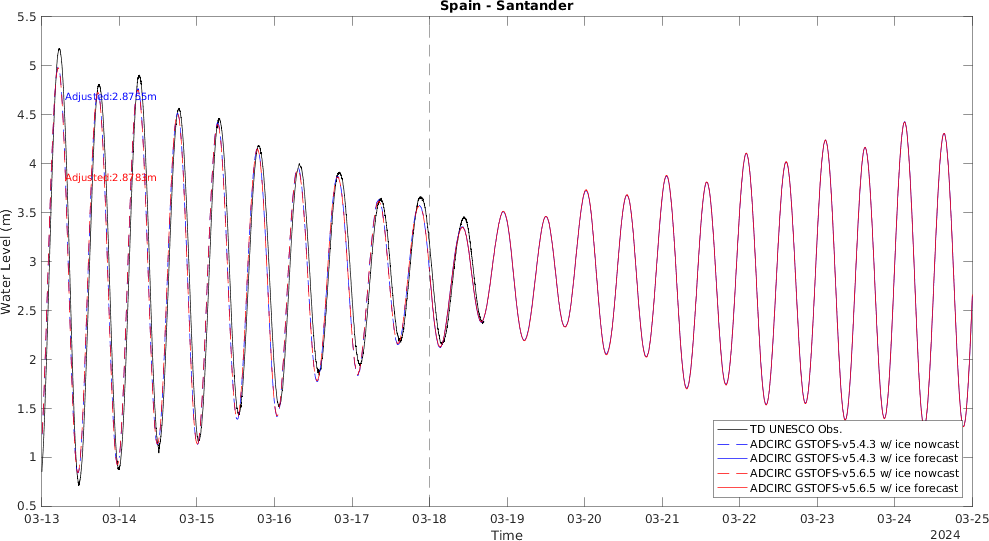 Spain - Santander
5.5
5
4.5
4
3.5
3
2.5
2
1.5
1
0.5
Water Level (m)
Adjusted:2.8755m
Adjusted:2.8783m
TD UNESCO Obs.
ADCIRC GSTOFS-v5.4.3 w/ ice nowcast
ADCIRC GSTOFS-v5.4.3 w/ ice forecast
ADCIRC GSTOFS-v5.6.5 w/ ice nowcast
ADCIRC GSTOFS-v5.6.5 w/ ice forecast
03-13 03-14 03-15 03-16 03-17 03-18 03-19 03-20 03-21 03-22 03-23 03-24 03-25
Time
2024